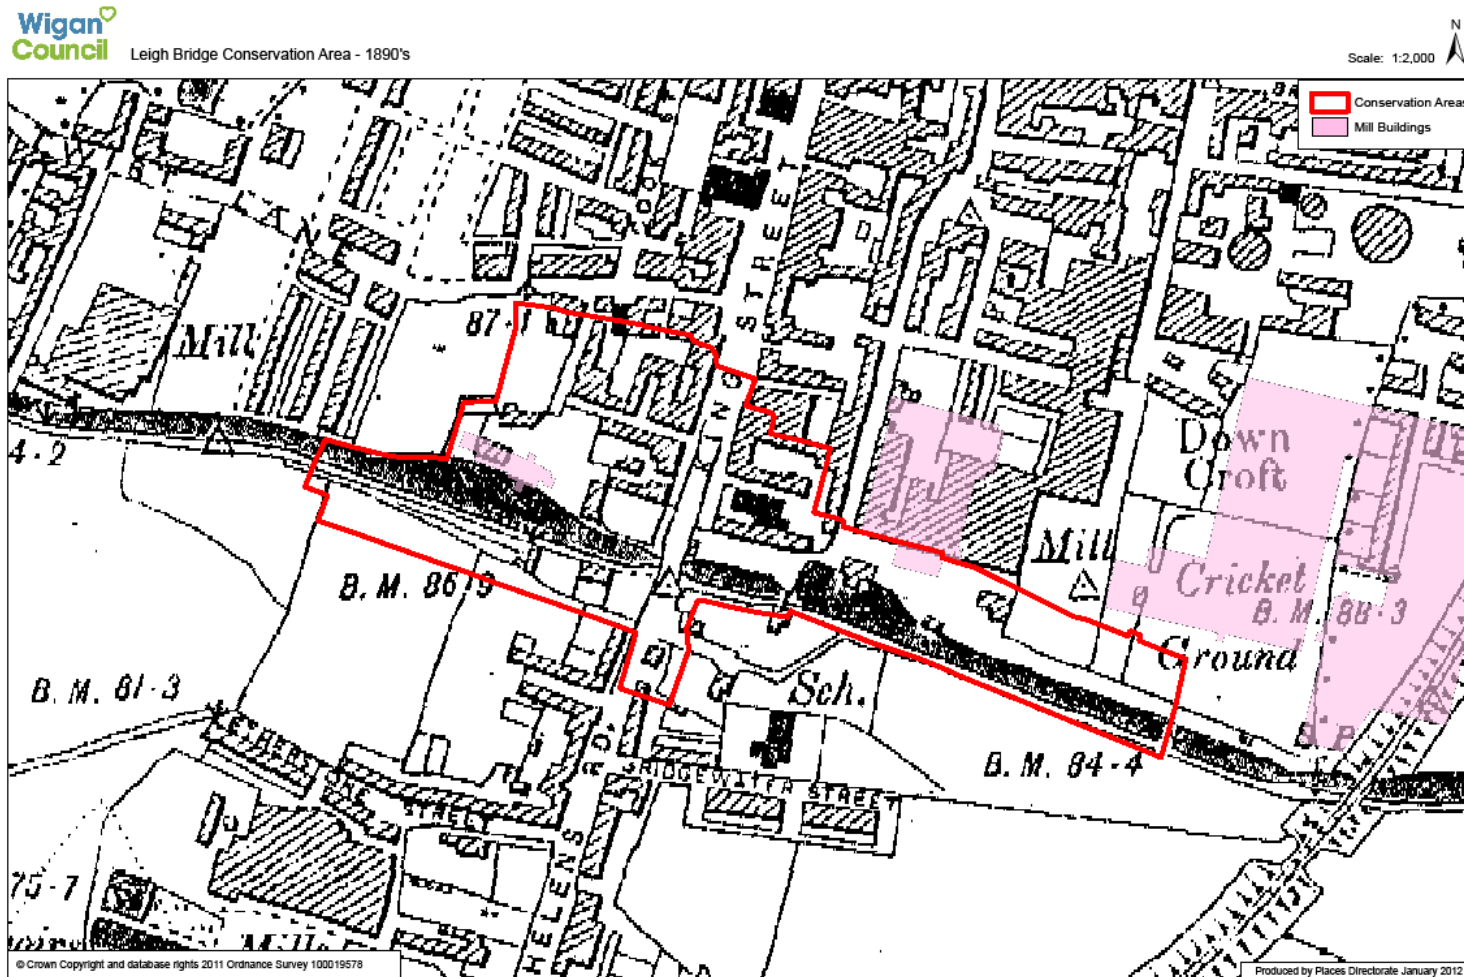 Wigan
Council
Leigh Bridge Conservation Area - 1890's
N
Scale: 1:2,000
Conservation Areas
Mill Buildings
STREET
87·1
Mill
4·2
Down
Croft
Mill
Cricket
B. M. 86·9
B. M. 88·3
Ground
B. M. 81·3
Sch.
S. P.
B. M. 84·4
BRIDGEWATER STREET
STREET
HELENS
75·7
© Crown Copyright and database rights 2011 Ordnance Survey 100019578
Produced by Places Directorate January 2012